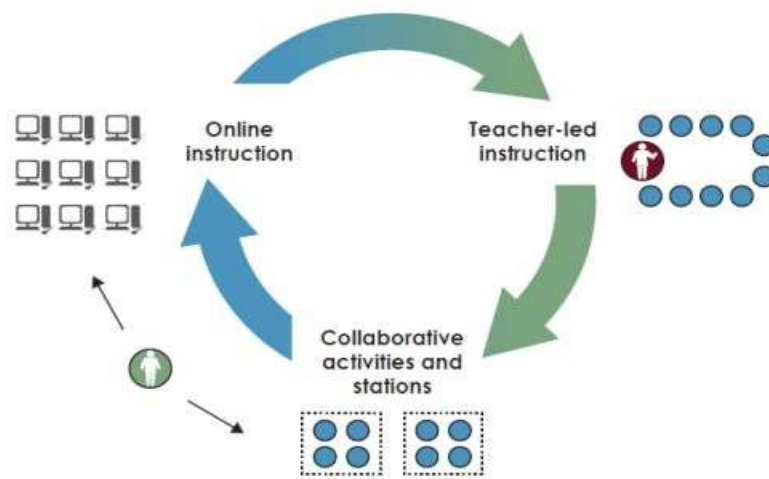 Online
instruction
Teacher-led
instruction
Collaborative
activities and
stations